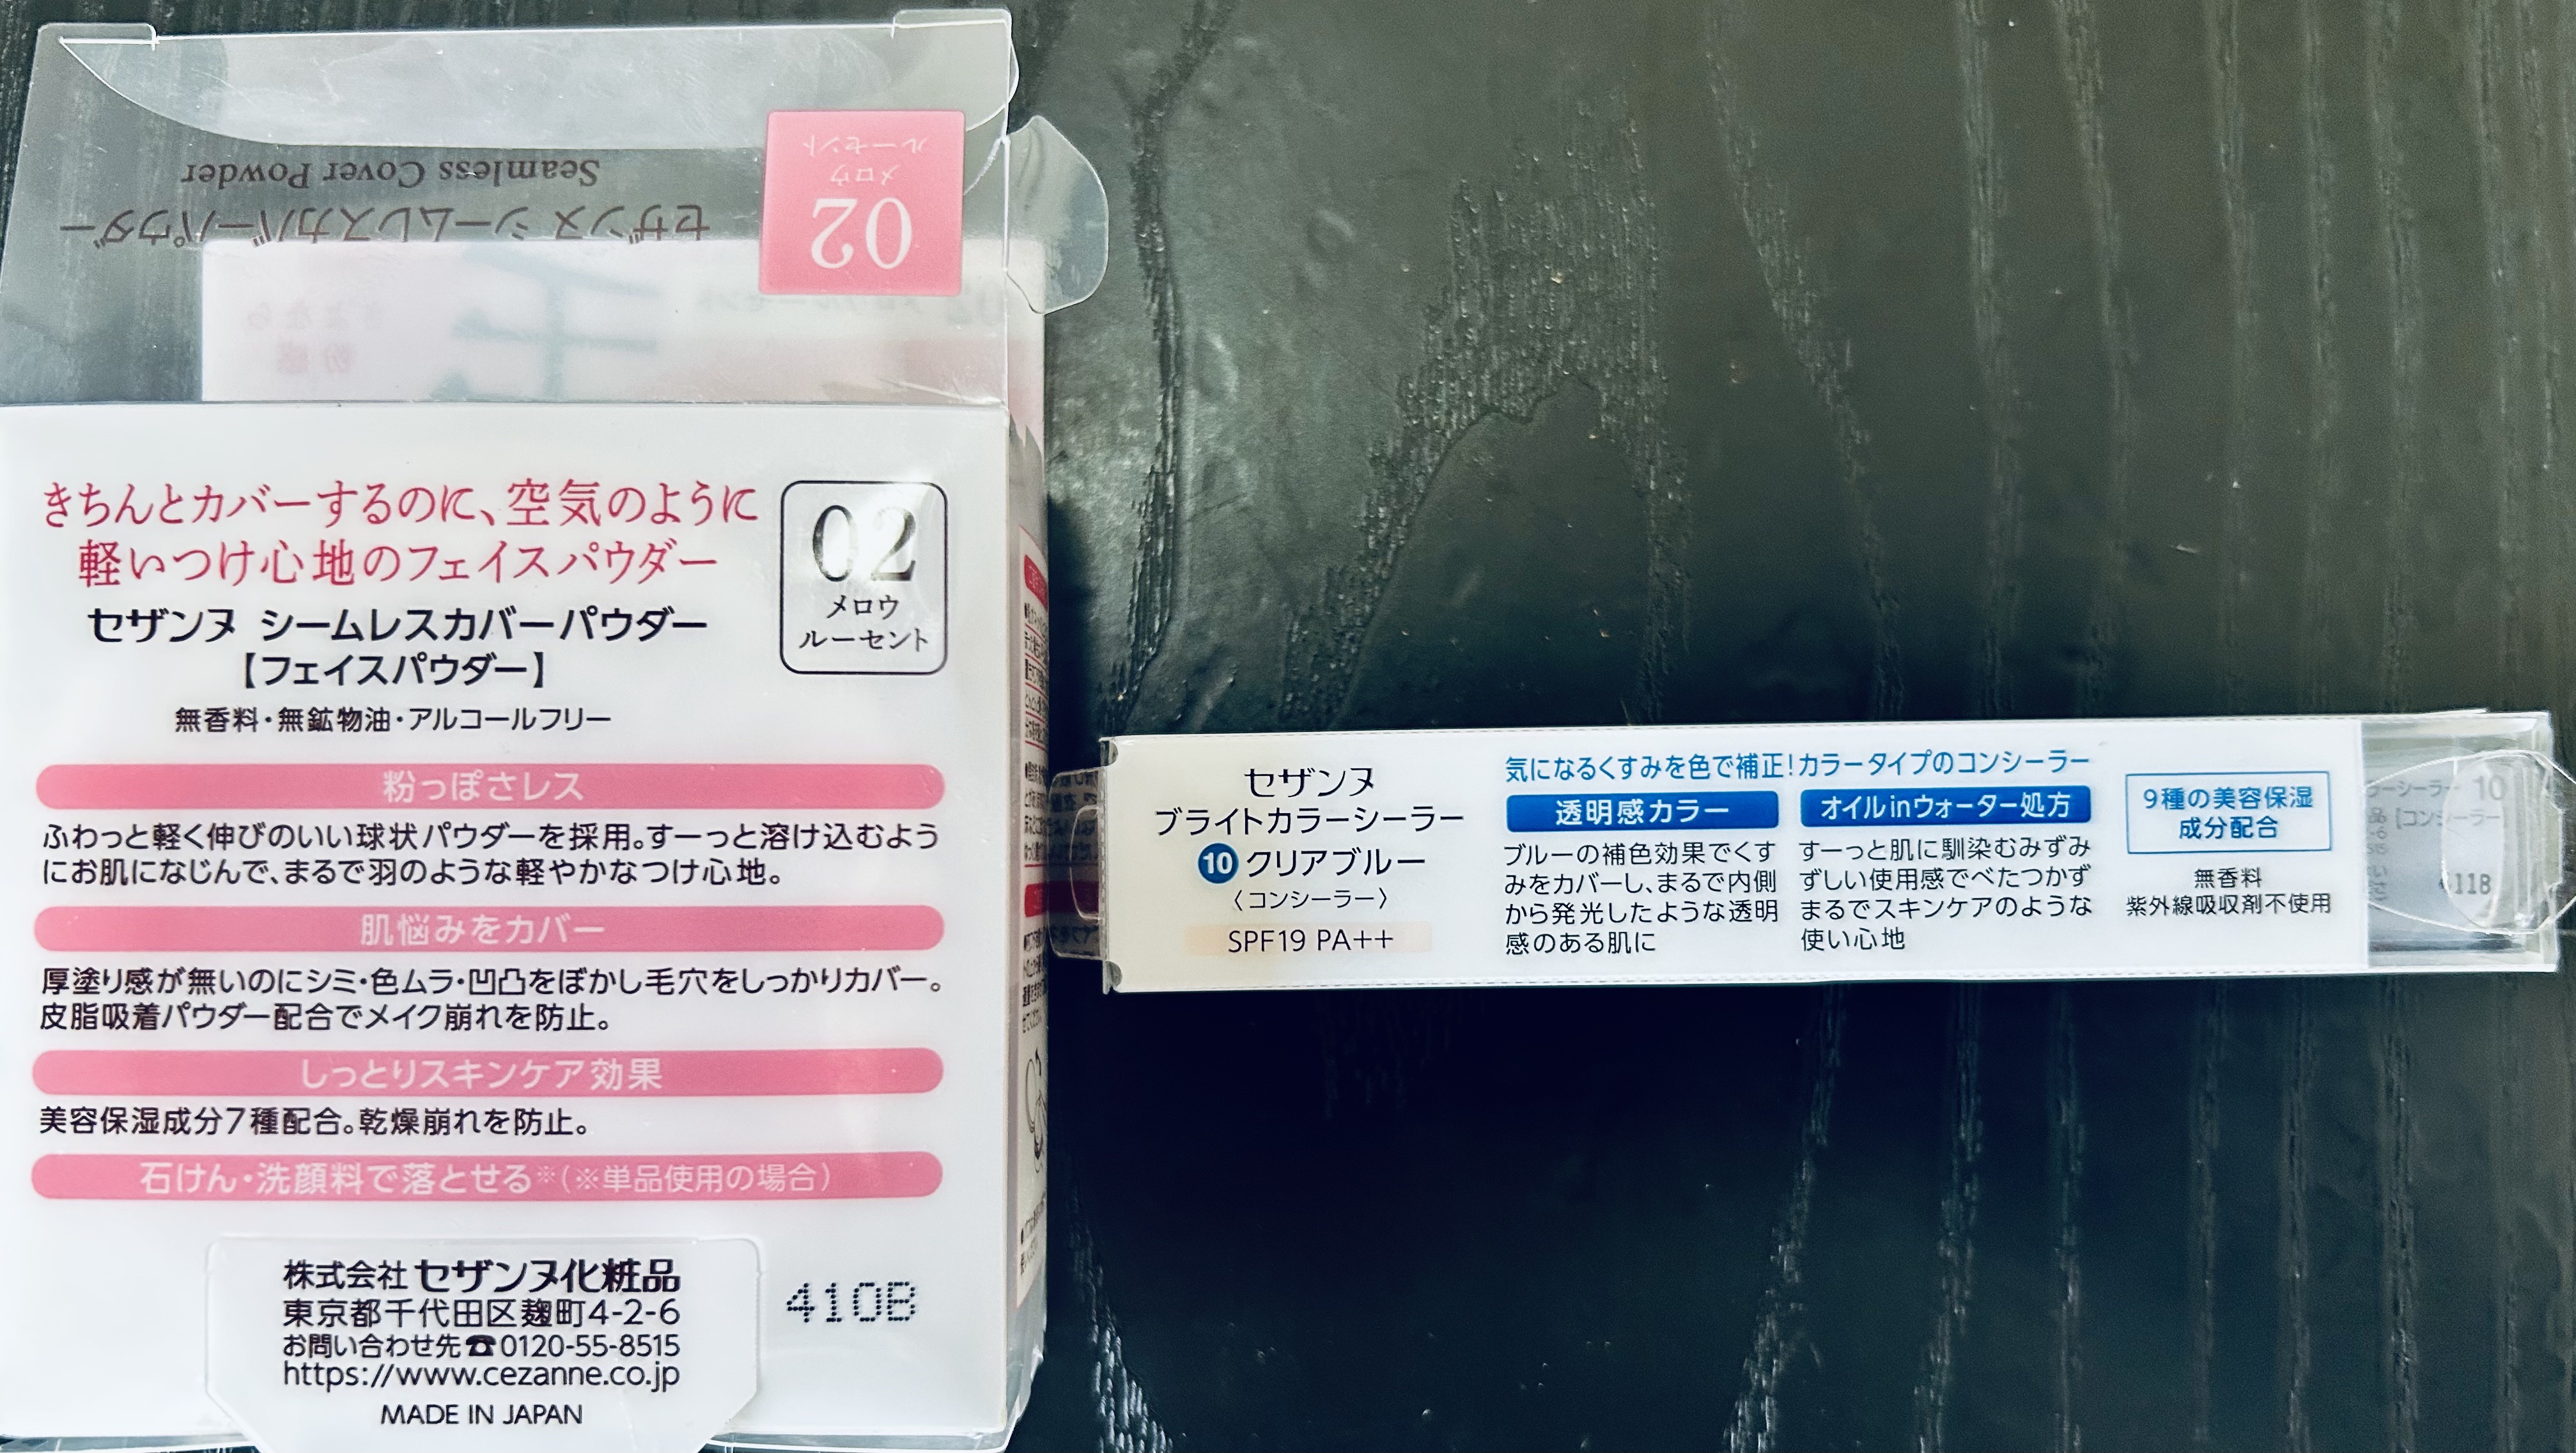 Seamless Cover Powder
セザンヌ シームレスカバーパウダー
02
メロウ
ルーセント
きちんとカバーするのに、空気のように
軽いつけ心地のフェイスパウダー
セザンヌ シームレスカバーパウダー
【フェイスパウダー】
無香料・無鉱物油・アルコールフリー
02
メロウ
ルーセント
粉っぽさレス
ふわっと軽く伸びのいい球状パウダーを採用。すーっと溶け込むよう
にお肌になじんで、まるで羽のような軽やかなつけ心地。
肌悩みをカバー
厚塗り感が無いのにシミ・色ムラ・凹凸をぼかし毛穴をしっかりカバー。
皮脂吸着パウダー配合でメイク崩れを防止。
しっとりスキンケア効果
美容保湿成分7種配合。乾燥崩れを防止。
石けん・洗顔料で落とせる※(※単品使用の場合)
株式会社 セザンヌ化粧品
東京都千代田区麹町4-2-6
お問い合わせ先☎0120-55-8515
https://www.cezanne.co.jp
MADE IN JAPAN
410B
セザンヌ
ブライトカラーシーラー
10 クリアブルー
〈コンシーラー〉
SPF19 PA++
気になるくすみを色で補正!カラータイプのコンシーラー
透明感カラー
ブルーの補色効果でくす
みをカバーし、まるで内側
から発光したような透明
感のある肌に
オイルinウォーター処方
すーっと肌に馴染むみずみ
ずしい使用感でべたつかず
まるでスキンケアのような
使い心地
9種の美容保湿
成分配合
無香料
紫外線吸収剤不使用
ラーシーラー 10
品 [コンシーラー]
118